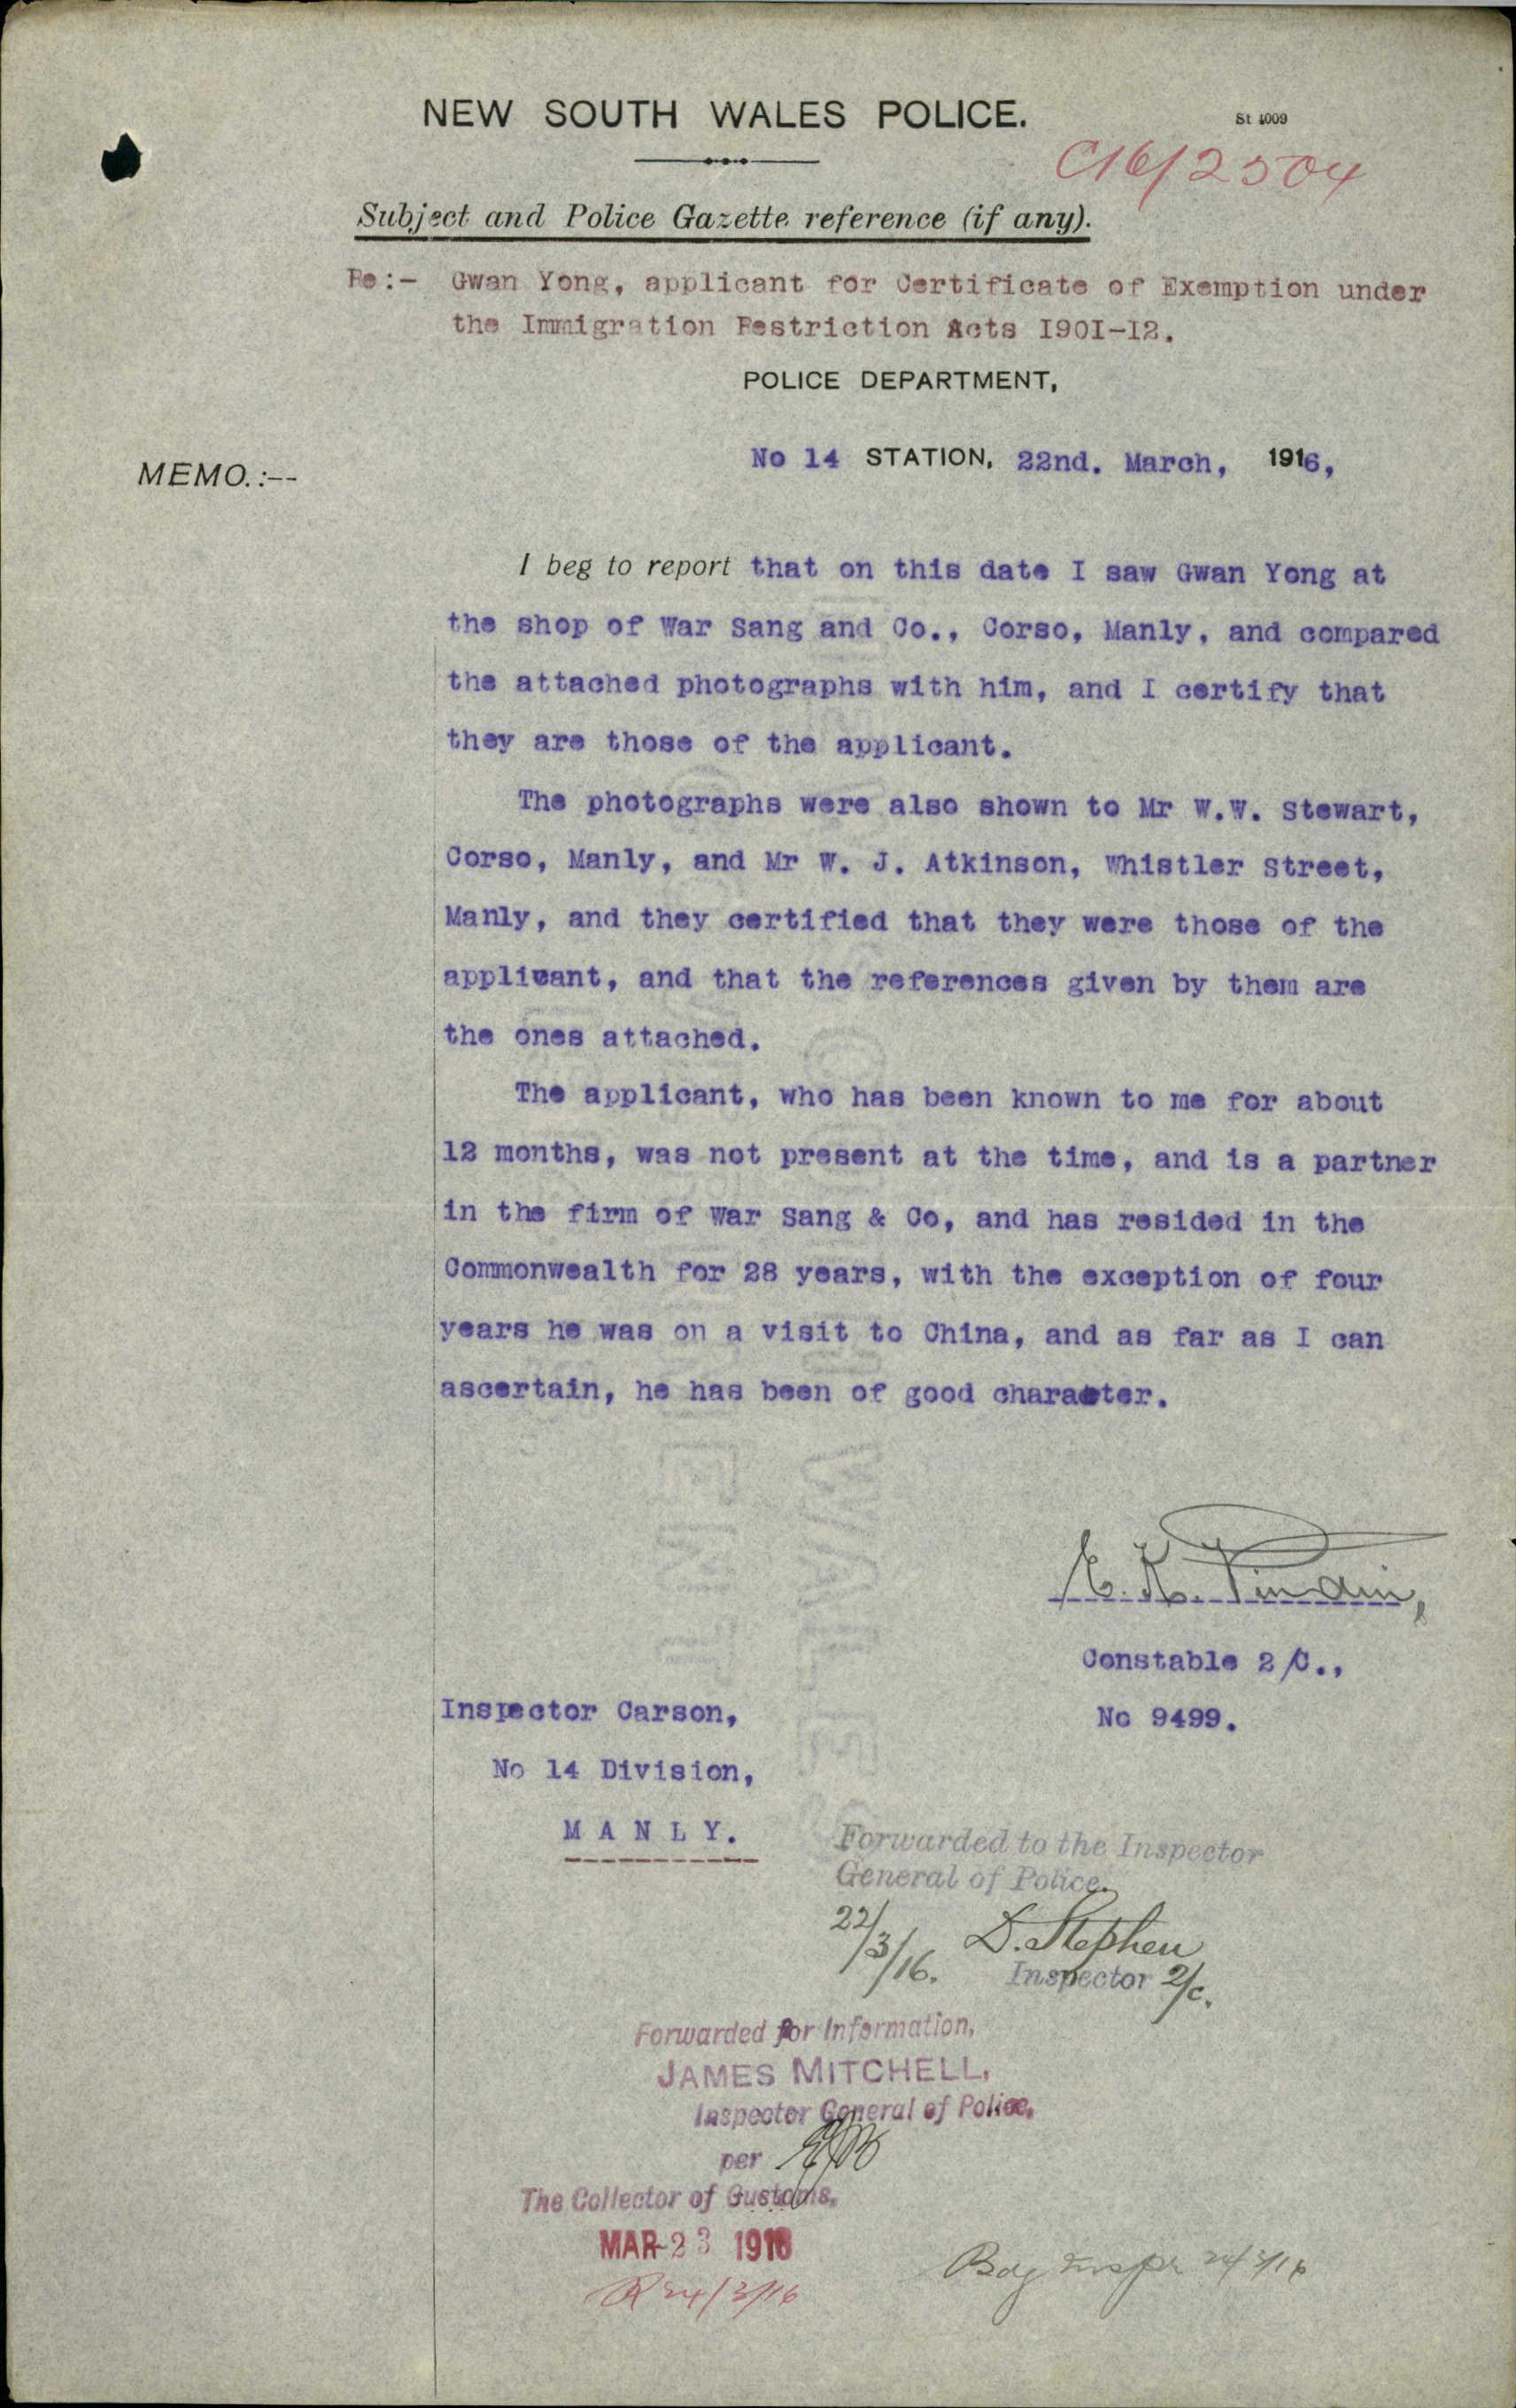 NEW SOUTH WALES POLICE.
St 4009
C16/2504
Subject and Police Gazette reference (if any).
Re:- Gwan Yong, applicant for Certificate of Exemption under
the Immigration Restriction Acts I90I-12.
POLICE DEPARTMENT,
No 14 STATION, 22nd. March, 1916,
MEMO.:--
I beg to report that on this date I saw Gwan Yong at
the shop of War Sang and Co., Corso, Manly, and compared
the attached photographs with him, and I certify that
they are those of the applicant.
The photographs were also shown to Mr W.W. Stewart,
Corso, Manly, and Mr W. J. Atkinson, Whistler Street,
Manly, and they certified that they were those of the
applicant, and that the references given by them are
the ones attached.
The applicant, who has been known to me for about
12 months, was not present at the time, and is a partner
in the firm of War Sang & Co, and has resided in the
Commonwealth for 28 years, with the exception of four
years he was on a visit to China, and as far as I can
ascertain, he has been of good character.
E. K.
Constable 2/C.,
No 9499.
Inspector Carson,
No 14 Division,
M A N L Y.
Forwarded to the Inspector
General of Police.
22/3/16. D. Stephen
Inspector 2/c.
Forwarded for Information,
JAMES MITCHELL,
Inspector General of Police,
per
The Collector of Customs.
MAR 23 1916
R 24/3/16
24/3/16